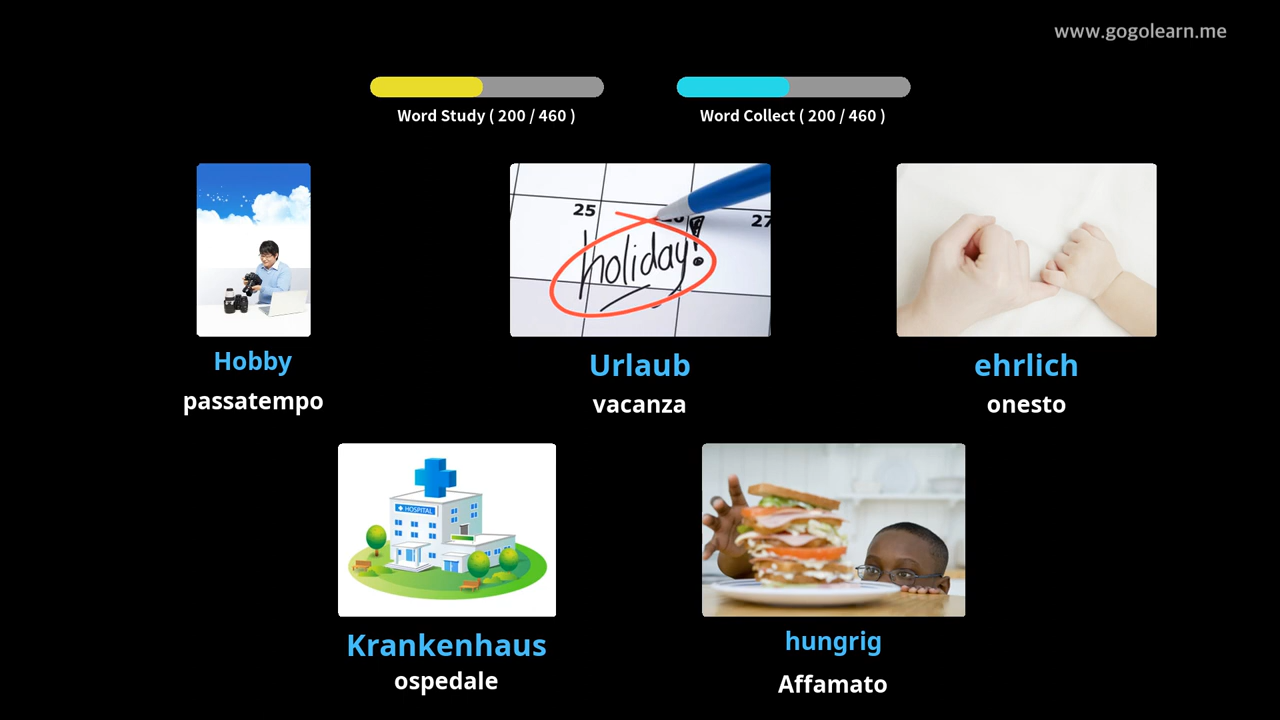 www.gogolearn.me
Word Study ( 200 / 460 )
Word Collect ( 200 / 460 )
25
27
holiday!
Hobby
passatempo
Urlaub
vacanza
ehrlich
onesto
HOSPITAL
Krankenhaus
ospedale
hungrig
Affamato